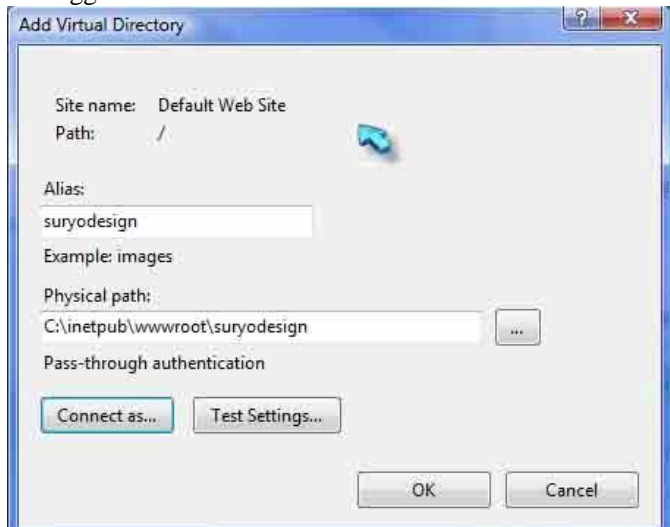 Add Virtual Directory
Site name: Default Web Site
Path: /
Alias:
suryodesign
Example: images
Physical path:
C:\inetpub\wwwroot\suryodesign
...
Pass-through authentication
Connect as...
Test Settings...
OK
Cancel